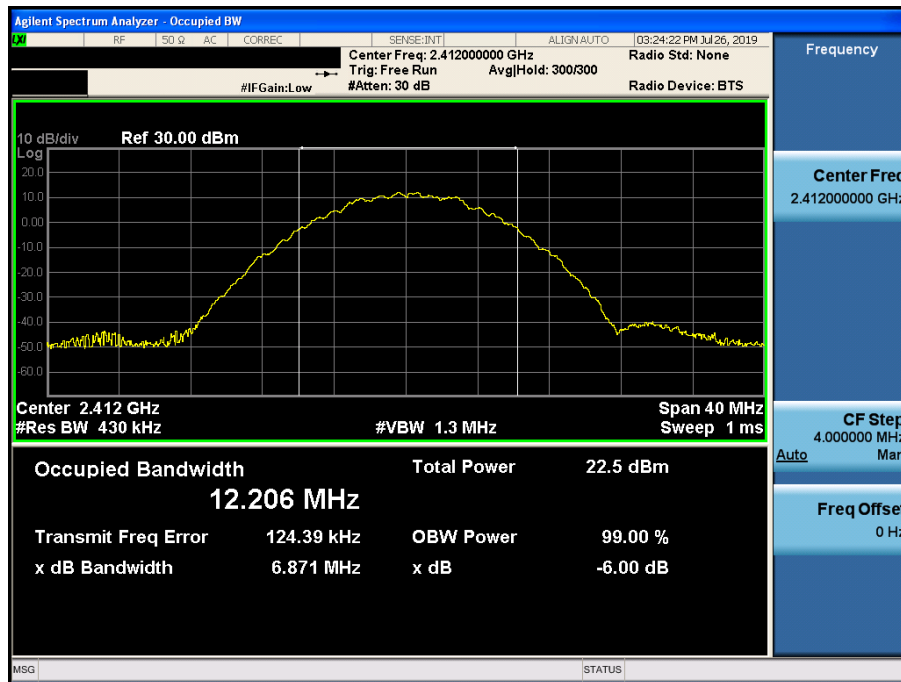 Agilent Spectrum Analyzer - Occupied BW
LXI RF 50 Ω AC CORREC SENSE:INT ALIGN AUTO 03:24:22 PM Jul 26, 2019
Center Freq: 2.412000000 GHz Radio Std: None
Trig: Free Run Avg|Hold: 300/300
#IFGain:Low #Atten: 30 dB Radio Device: BTS
10 dB/div Ref 30.00 dBm
Log
20.0
10.0
0.00
-10.0
-20.0
-30.0
-40.0
-50.0
-60.0
Center 2.412 GHz Span 40 MHz
#Res BW 430 kHz #VBW 1.3 MHz Sweep 1 ms
Occupied Bandwidth Total Power 22.5 dBm
12.206 MHz
Transmit Freq Error 124.39 kHz OBW Power 99.00 %
x dB Bandwidth 6.871 MHz x dB -6.00 dB
MSG STATUS
Frequency
Center Freq
2.412000000 GHz
CF Step
4.000000 MHz
Auto Man
Freq Offset
0 Hz